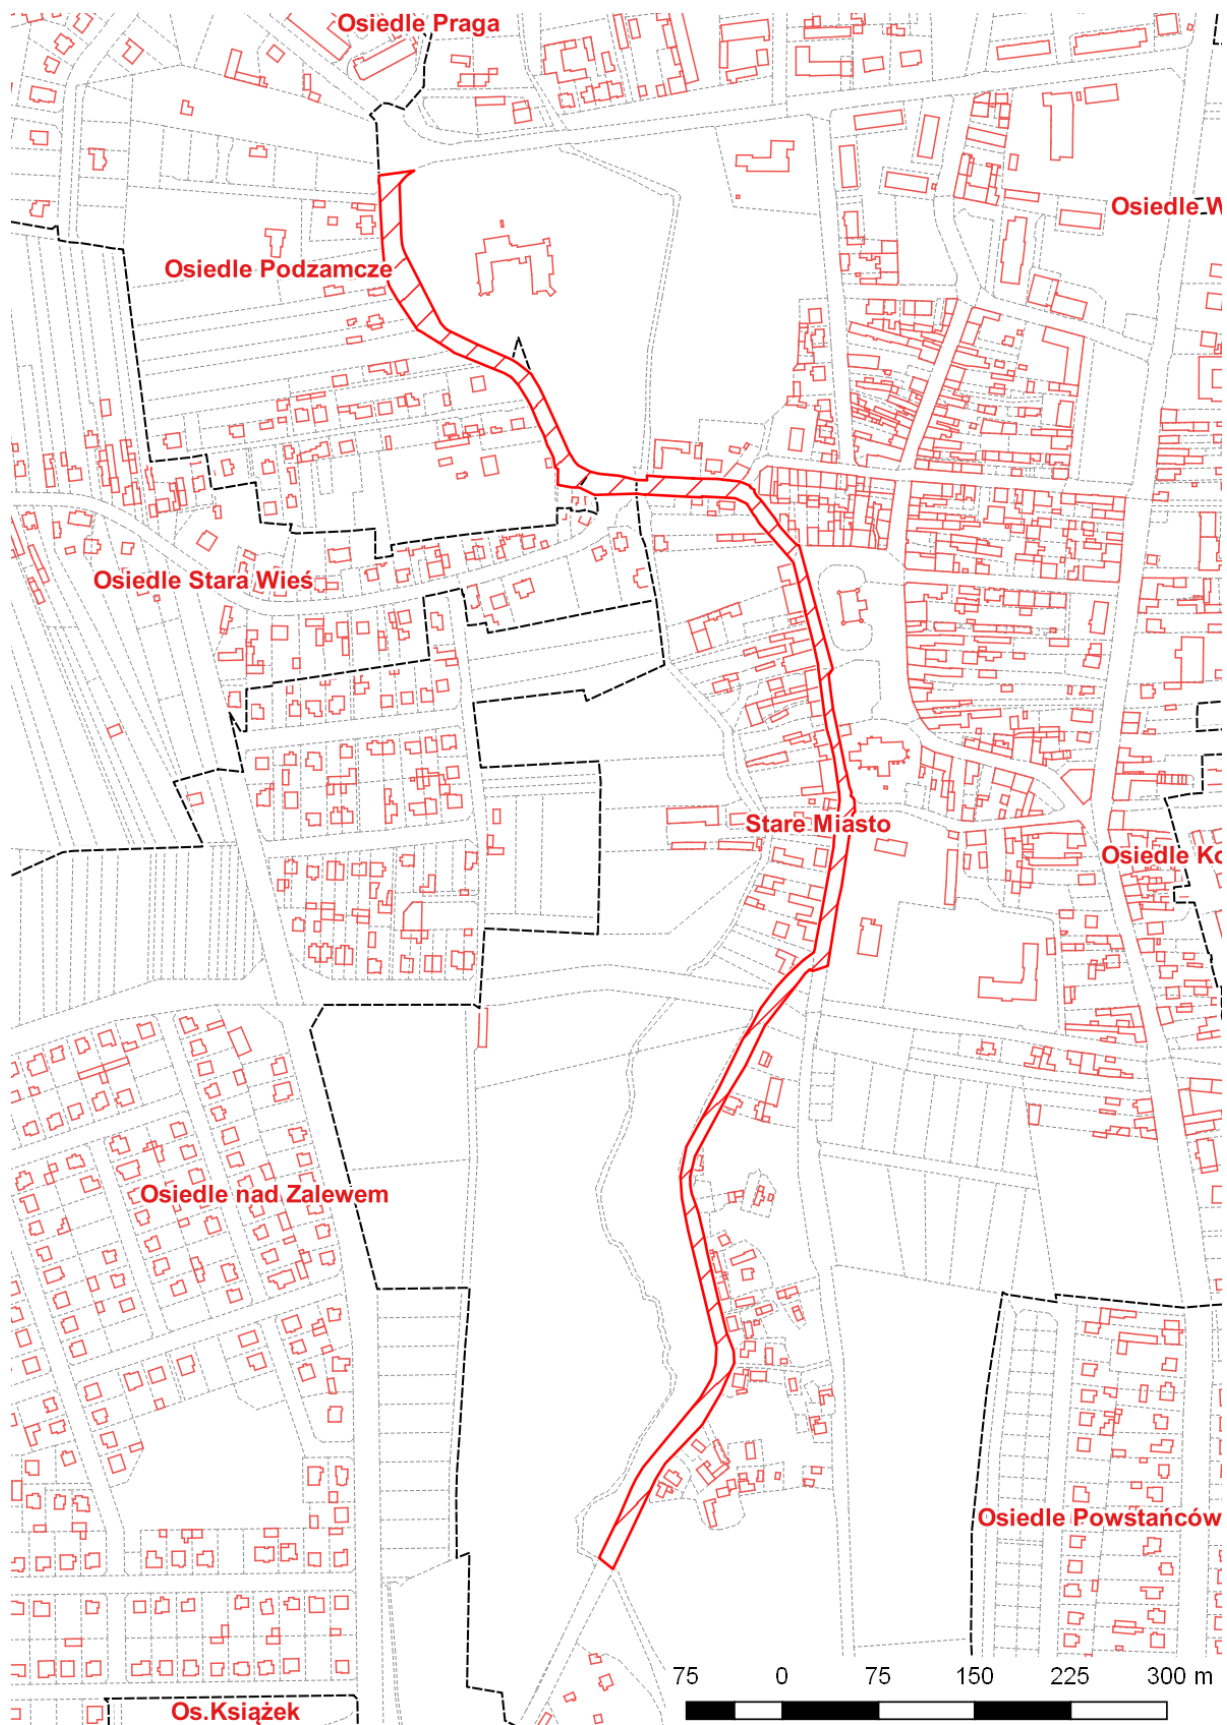 Osiedle Praga
Osiedle W
Osiedle Podzamcze
Osiedle Stara Wieś
Stare Miasto
Osiedle Ko
Osiedle nad Zalewem
Osiedle Powstańców
75 0 75 150 225 300 m
Os.Książek